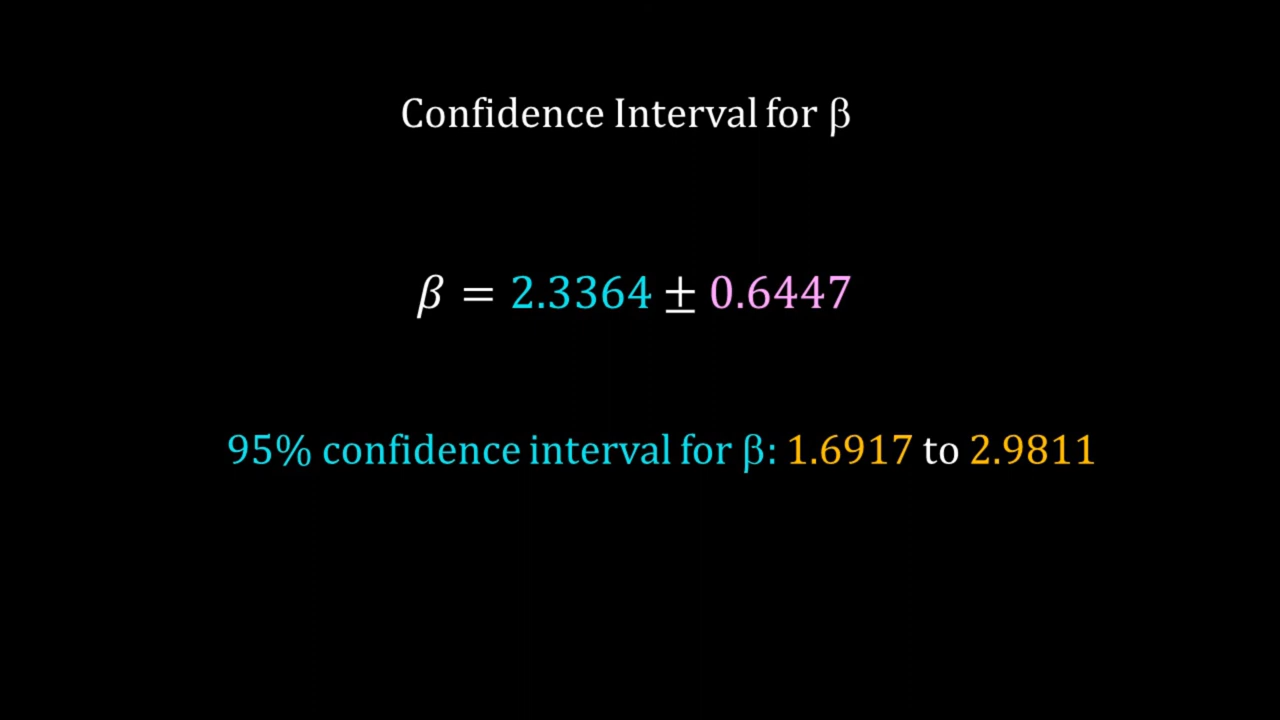 Confidence Interval for β
β = 2.3364 ± 0.6447
95% confidence interval for β: 1.6917 to 2.9811